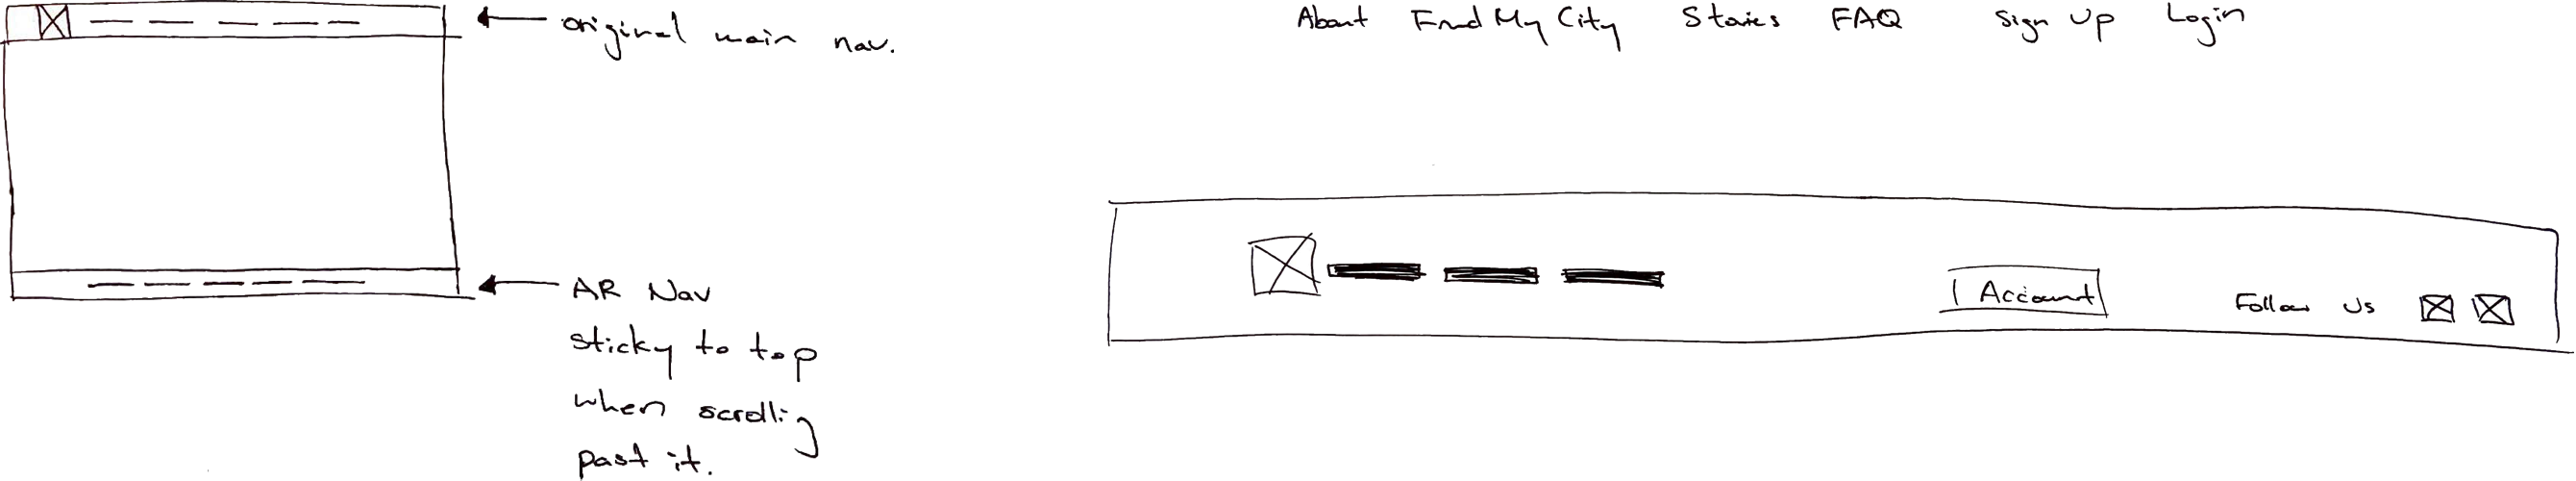 original main nav.
About Find My City Stories FAQ Sign Up Login
AR Nav
sticky to top
when scrolling
past it.
Account
Follow Us